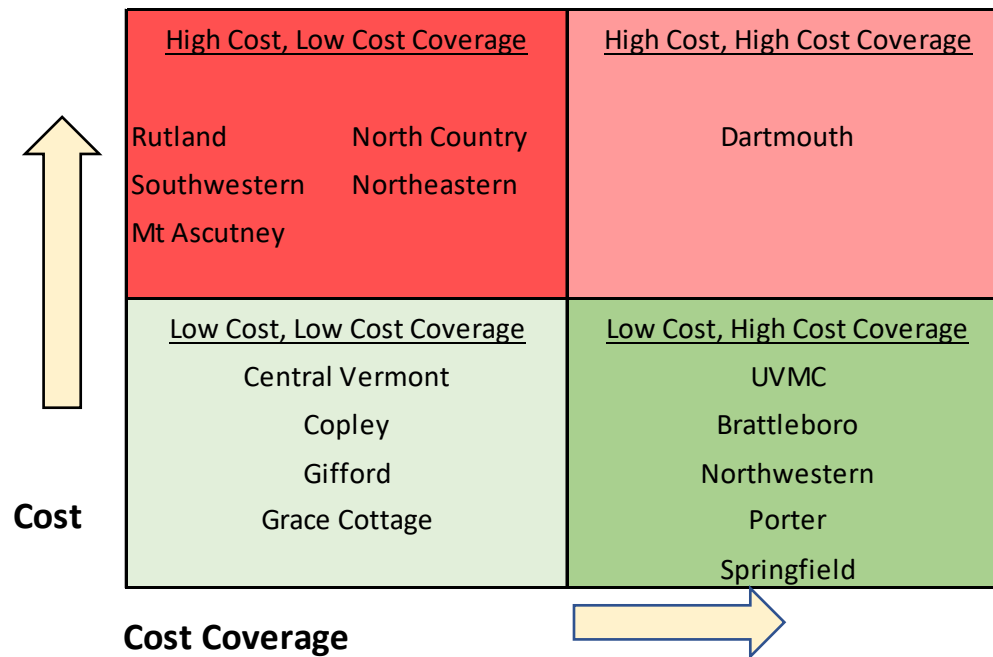 High Cost, Low Cost Coverage
Rutland North Country
Southwestern Northeastern
Mt Ascutney
High Cost, High Cost Coverage
Dartmouth
Low Cost, Low Cost Coverage
Central Vermont
Copley
Gifford
Grace Cottage
Low Cost, High Cost Coverage
UVMC
Brattleboro
Northwestern
Porter
Springfield
Cost
Cost Coverage